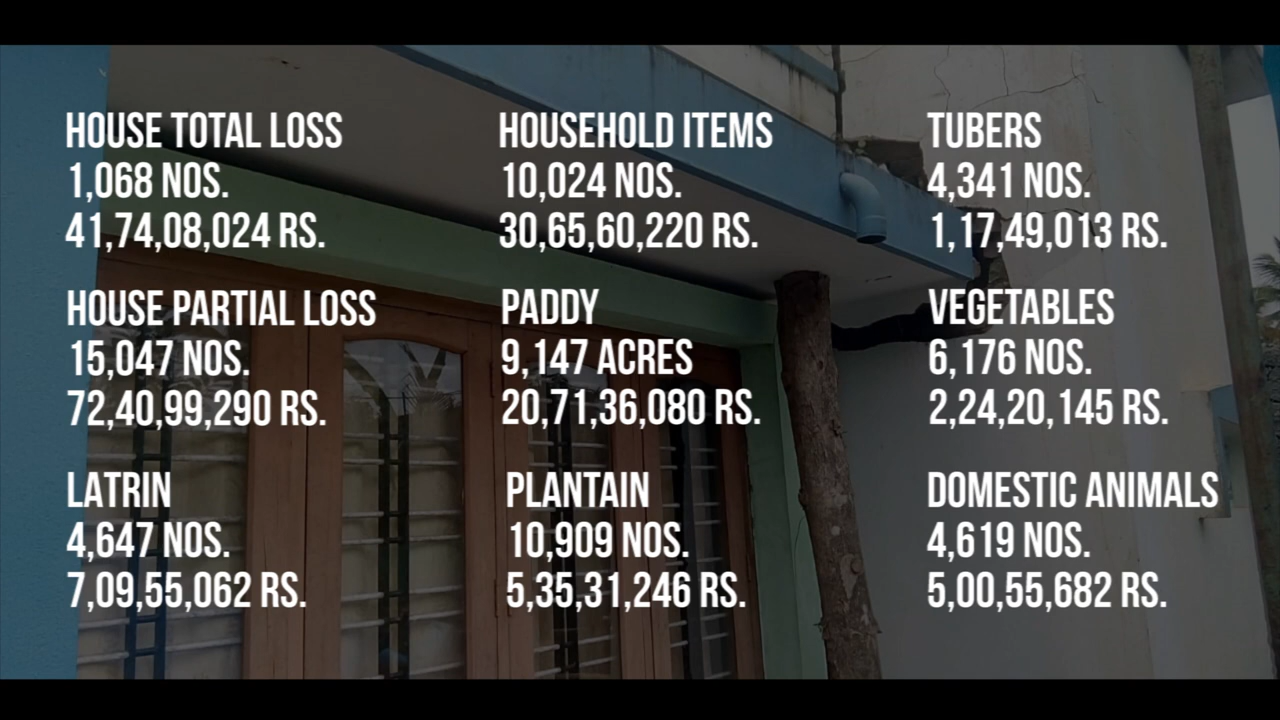 HOUSE TOTAL LOSS
1,068 NOS.
41,74,08,024 RS.
HOUSE PARTIAL LOSS
15,047 NOS.
72,40,99,290 RS.
LATRIN
4,647 NOS.
7,09,55,062 RS.
HOUSEHOLD ITEMS
10,024 NOS.
30,65,60,220 RS.
PADDY
9,147 ACRES
20,71,36,080 RS.
PLANTAIN
10,909 NOS.
5,35,31,246 RS.
TUBERS
4,341 NOS.
1,17,49,013 RS.
VEGETABLES
6,176 NOS.
2,24,20,145 RS.
DOMESTIC ANIMALS
4,619 NOS.
5,00,55,682 RS.